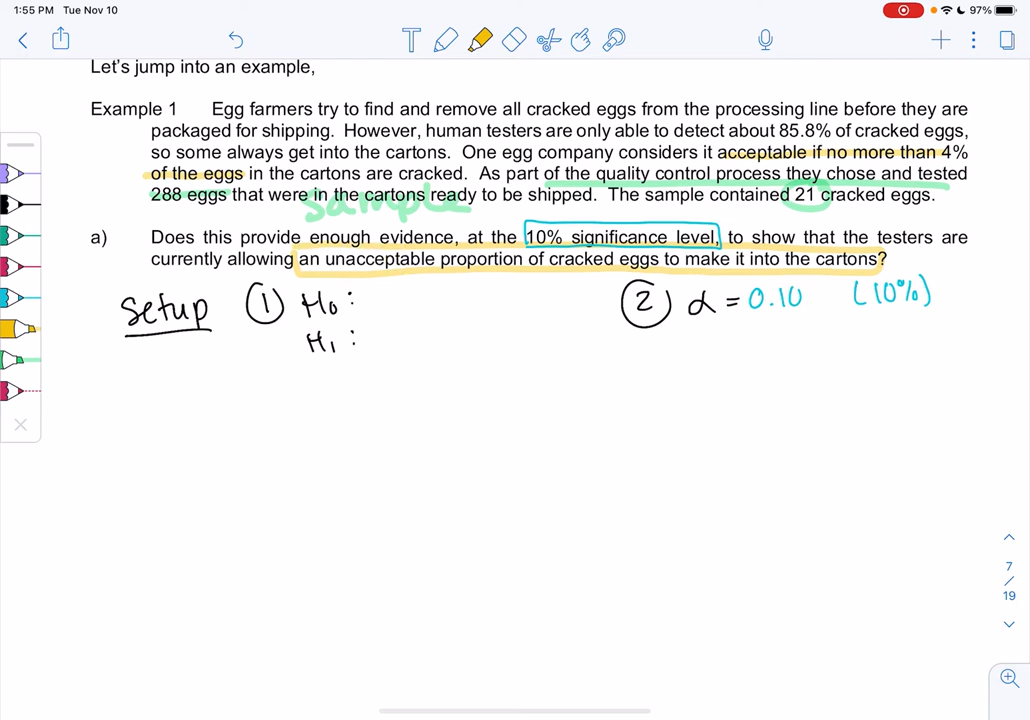 1:55 PM Tue Nov 10
97%
T
Let's jump into an example,
Example 1 Egg farmers try to find and remove all cracked eggs from the processing line before they are
packaged for shipping. However, human testers are only able to detect about 85.8% of cracked eggs,
so some always get into the cartons. One egg company considers it acceptable if no more than 4%
of the eggs in the cartons are cracked. As part of the quality control process they chose and tested
288 eggs that were in the cartons ready to be shipped. The sample contained 21 cracked eggs.
sample
a) Does this provide enough evidence, at the 10% significance level, to show that the testers are
currently allowing an unacceptable proportion of cracked eggs to make it into the cartons?
Setup ① H₀: ② α = 0.10 (10%)
H₁:
7
/
19